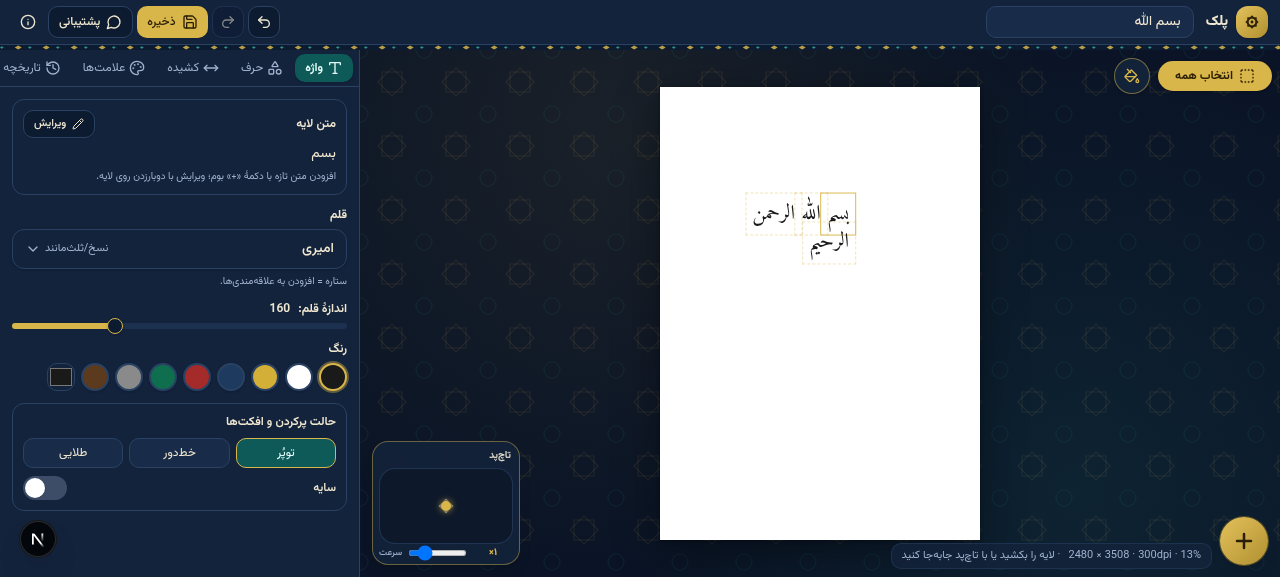 پلک
بسم الله
ذخیره
پشتیبانی
انتخاب همه
واژه
حرف
کشیده
علامت‌ها
تاریخچه
متن لایه
ویرایش
بسم
افزودن متن تازه با دکمهٔ «+» بوم؛ ویرایش با دوبارزدن روی لایه.
قلم
امیری
نسخ/ثلث‌مانند
ستاره = افزودن به علاقه‌مندی‌ها.
اندازهٔ قلم: 160
رنگ
حالت پرکردن و افکت‌ها
توپُر
خط‌دور
طلایی
سایه
N
بسم الله الرحمن
الرحیم
تاچ‌پد
سرعت
×۱
2480 × 3508 · 300dpi · 13% · لایه را بکشید یا با تاچ‌پد جابه‌جا کنید